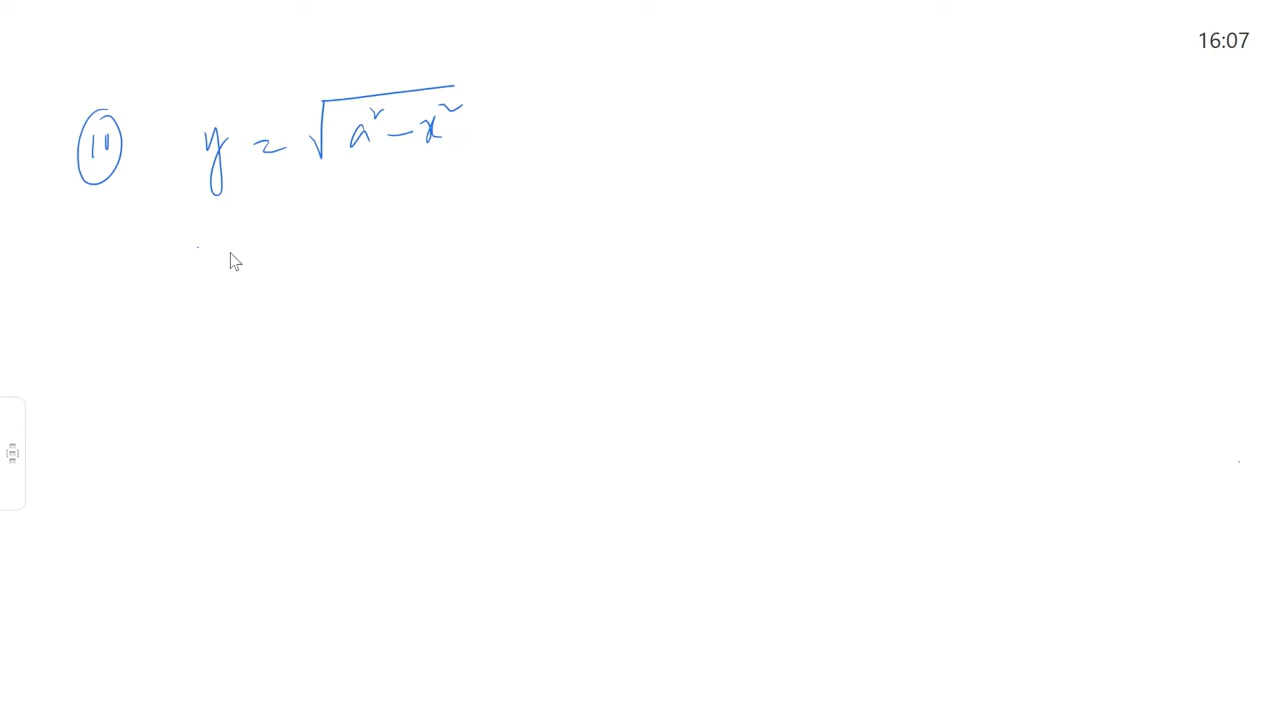 16:07
(11) y = √(a² - x²)